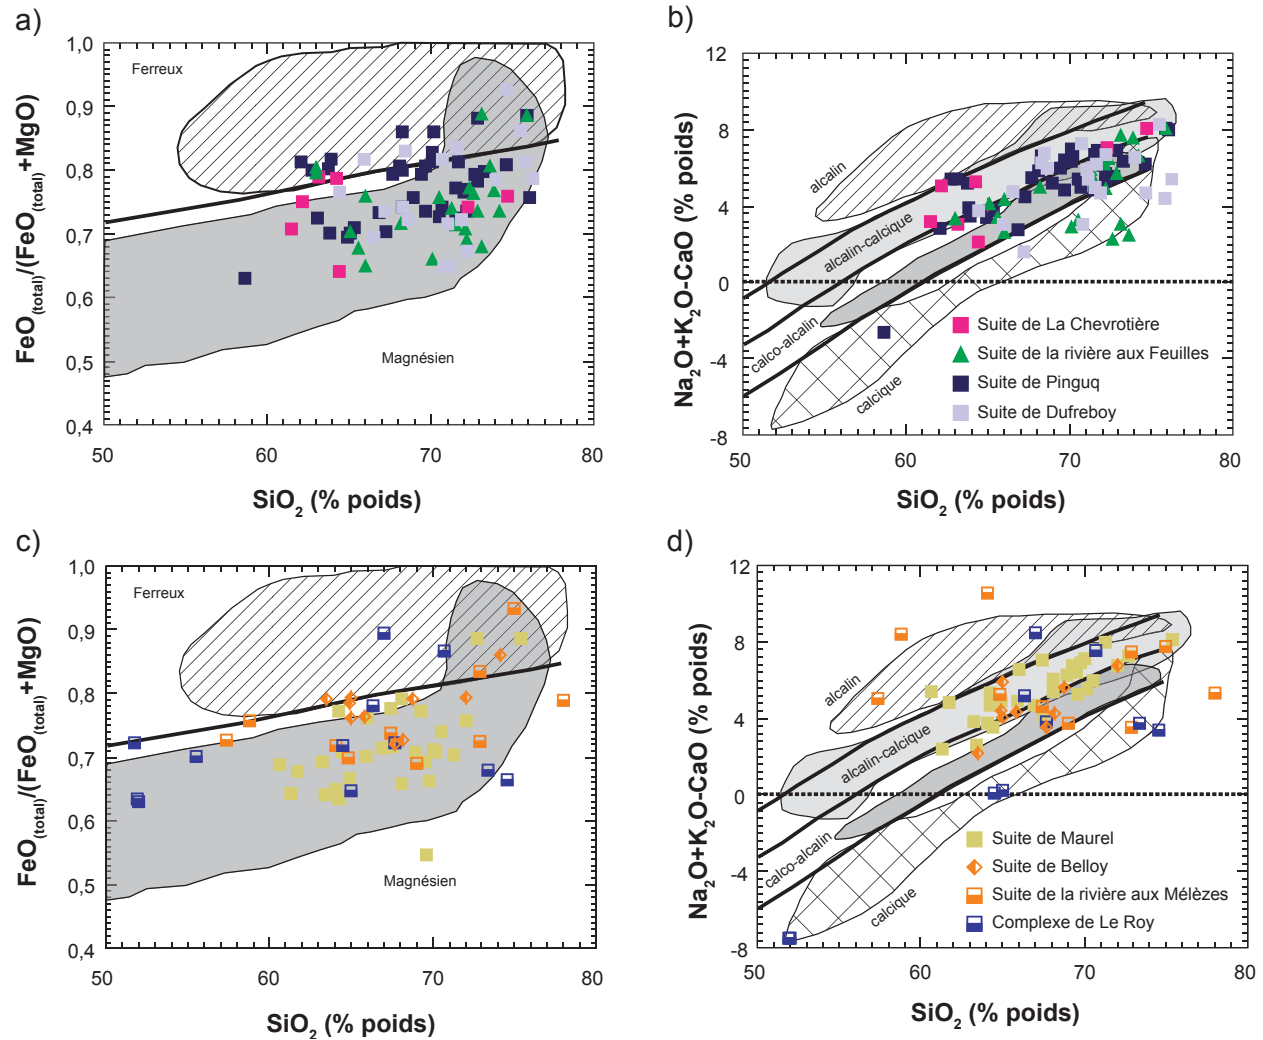 a)
FeO(total)/(FeO(total)+MgO)
1,0
0,9
0,8
0,7
0,6
0,5
0,4
Ferreux
Magnésien
50 60 70 80
SiO2 (% poids)
b)
Na2O+K2O-CaO (% poids)
12
8
4
0
-4
-8
alcalin
alcalin-calcique
calco-alcalin
calcique
Suite de La Chevrotière
Suite de la rivière aux Feuilles
Suite de Pinguq
Suite de Dufreboy
50 60 70 80
SiO2 (% poids)
c)
FeO(total)/(FeO(total)+MgO)
1,0
0,9
0,8
0,7
0,6
0,5
0,4
Ferreux
Magnésien
50 60 70 80
SiO2 (% poids)
d)
Na2O+K2O-CaO (% poids)
12
8
4
0
-4
-8
alcalin
alcalin-calcique
calco-alcalin
calcique
Suite de Maurel
Suite de Belloy
Suite de la rivière aux Mélèzes
Complexe de Le Roy
50 60 70 80
SiO2 (% poids)